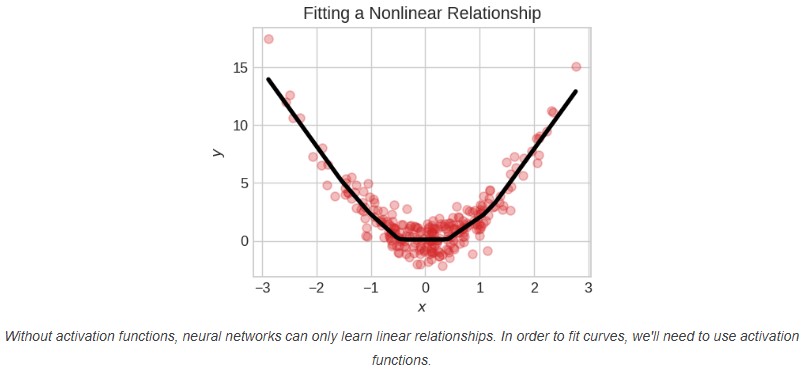 Fitting a Nonlinear Relationship
15
10
5
0
y
−3 −2 −1 0 1 2 3
x
Without activation functions, neural networks can only learn linear relationships. In order to fit curves, we'll need to use activation
functions.